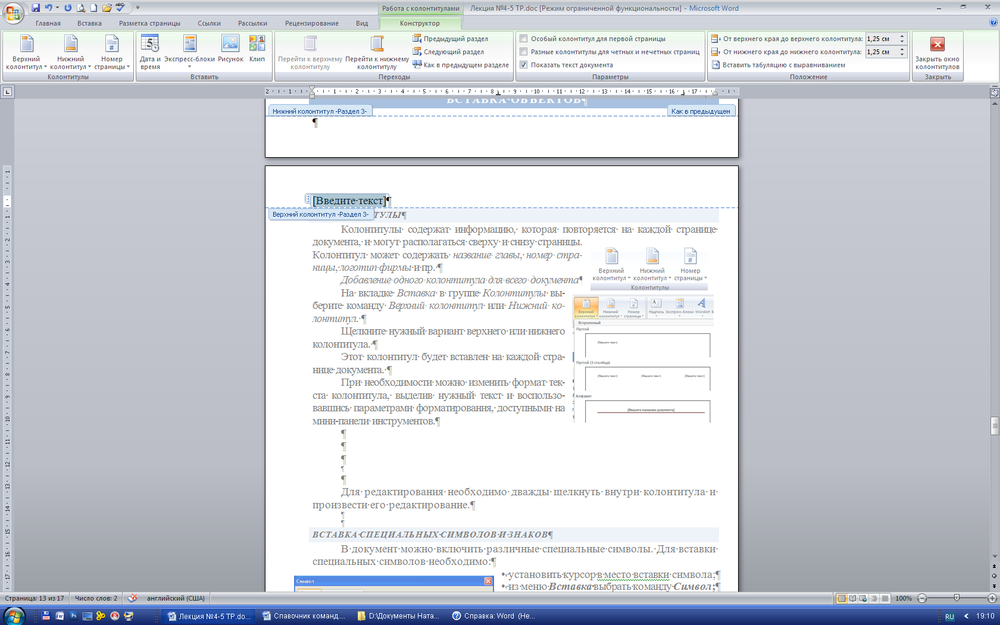 Работа с колонтитулами
Лекция №4-5 ТР.doc [Режим ограниченной функциональности] - Microsoft Word
Главная Вставка Разметка страницы Ссылки Рассылки Рецензирование Вид Конструктор
Верхний колонтитул
Нижний колонтитул
Номер страницы
Колонтитулы
Дата и время
Экспресс-блоки
Рисунок
Клип
Вставить
Перейти к верхнему колонтитулу
Перейти к нижнему колонтитулу
Предыдущий раздел
Следующий раздел
Как в предыдущем разделе
Переходы
Особый колонтитул для первой страницы
Разные колонтитулы для четных и нечетных страниц
Показать текст документа
Параметры
От верхнего края до верхнего колонтитула: 1,25 см
От нижнего края до нижнего колонтитула: 1,25 см
Вставить табуляцию с выравниванием
Положение
Закрыть окно колонтитулов
Закрыть
2 1 1 2 3 4 5 6 7 8 9 10 11 12 13 14 15 16 17
ВСТАВКА ОБЪЕКТОВ¶
Нижний колонтитул -Раздел 3-
Как в предыдущем
¶
[Введите текст]¶
Верхний колонтитул -Раздел 3-
ТУЛЫ¶
Колонтитулы содержат информацию, которая повторяется на каждой странице
документа, и могут располагаться сверху и снизу страницы.
Колонтитул может содержать название главы, номер стра-
ницы, логотип фирмы и пр. ¶
Добавление одного колонтитула для всего документа¶
На вкладке Вставка в группе Колонтитулы вы-
берите команду Верхний колонтитул или Нижний ко-
лонтитул. ¶
Щелкните нужный вариант верхнего или нижнего
колонтитула. ¶
Этот колонтитул будет вставлен на каждой стра-
нице документа. ¶
При необходимости можно изменить формат тек-
ста колонтитула, выделив нужный текст и воспользо-
вавшись параметрами форматирования, доступными на
мини-панели инструментов.¶
Верхний колонтитул
Нижний колонтитул
Номер страницы
Колонтитулы
Верхний колонтитул
Нижний колонтитул
Номер страницы
Надпись Экспресс-блоки WordArt
Встроенный
Пустой
[Введите текст]
Пустой (3 столбца)
[Введите текст] [Введите текст] [Введите текст]
Алфавит
[Введите название документа]
¶
¶
¶
¶
¶
Для редактирования необходимо дважды щелкнуть внутри колонтитула и
произвести его редактирование.¶
¶
¶
ВСТАВКА СПЕЦИАЛЬНЫХ СИМВОЛОВ И ЗНАКОВ¶
В документ можно включить различные специальные символы. Для вставки
специальных символов необходимо:¶
Символ
• установить курсор в место вставки символа;¶
• из меню Вставка выбрать команду Символ;¶
Страница: 13 из 17 Число слов: 2 английский (США) 100%
Лекция №4-5 ТР.do... Спавочник команд.... D:\Документы Ната... Справка: Word (Не... RU 19:10